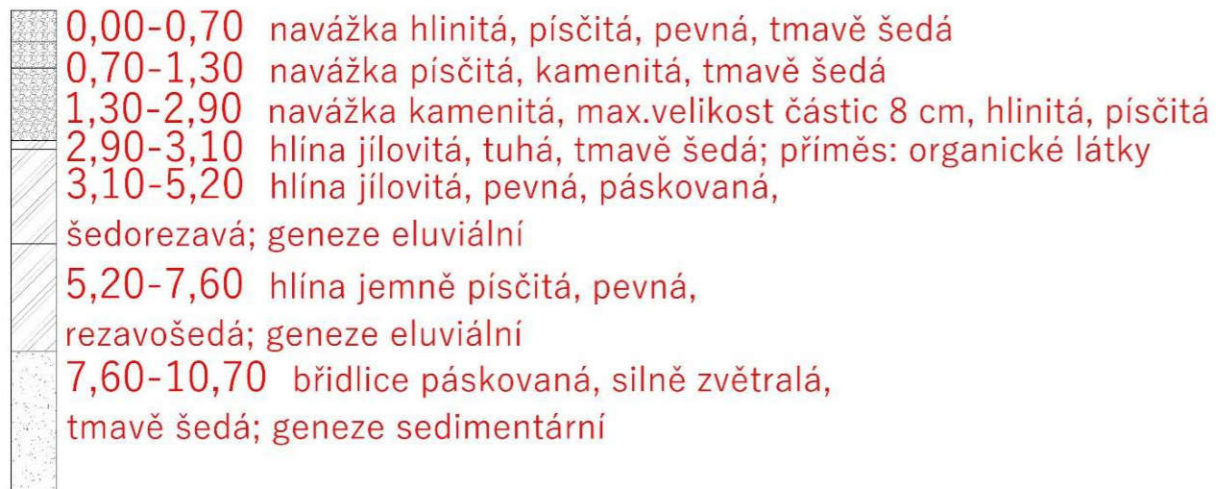 0,00-0,70 navážka hlinitá, písčitá, pevná, tmavě šedá
0,70-1,30 navážka písčitá, kamenitá, tmavě šedá
1,30-2,90 navážka kamenitá, max.velikost částic 8 cm, hlinitá, písčitá
2,90-3,10 hlína jílovitá, tuhá, tmavě šedá; příměs: organické látky
3,10-5,20 hlína jílovitá, pevná, páskovaná,
šedorezavá; geneze eluviální
5,20-7,60 hlína jemně písčitá, pevná,
rezavošedá; geneze eluviální
7,60-10,70 břidlice páskovaná, silně zvětralá,
tmavě šedá; geneze sedimentární